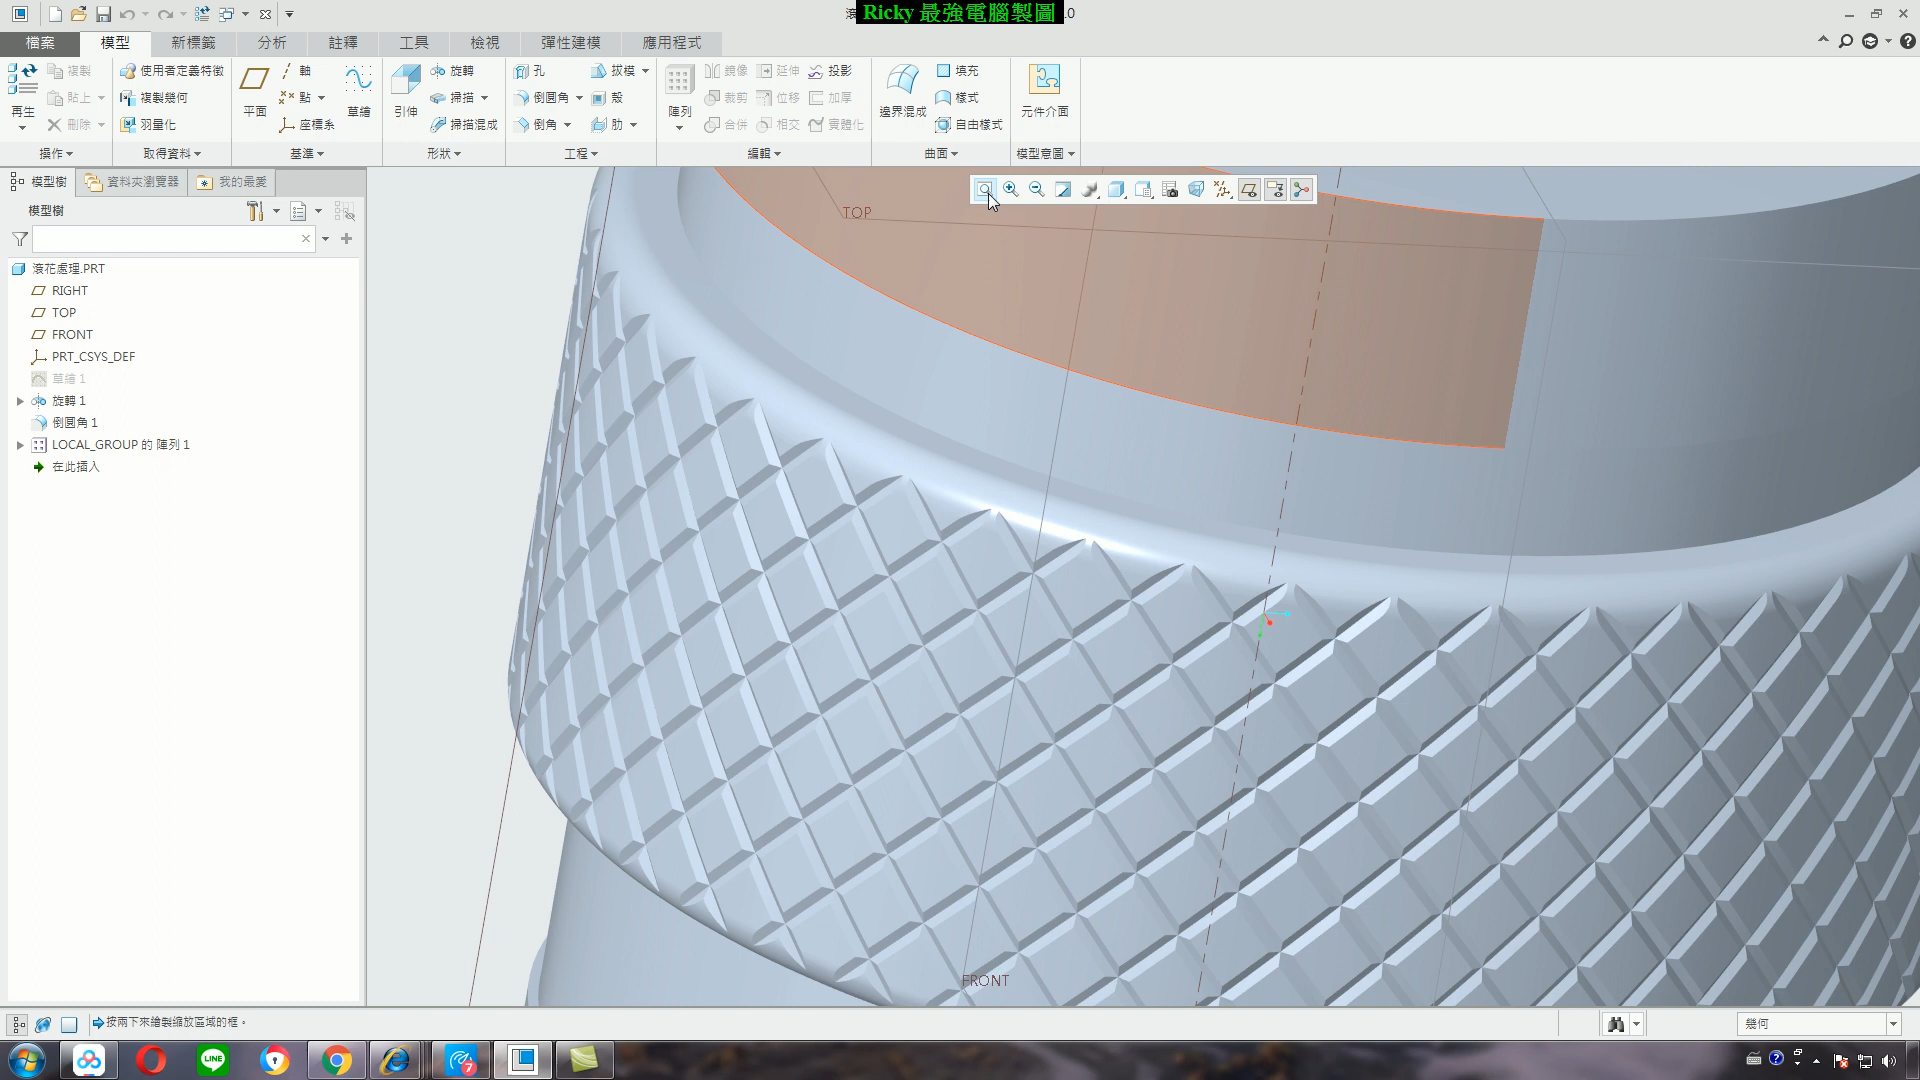 Ricky 最強電腦製圖
滾
.0
檔案 模型 新標籤 分析 註釋 工具 檢視 彈性建模 應用程式
再生
複製
貼上
刪除
使用者定義特徵
複製幾何
羽量化
平面
軸
點
座標系
草繪
引伸
旋轉
掃描
掃描混成
孔
倒圓角
倒角
拔模
殼
肋
陣列
鏡像
裁剪
合併
延伸
位移
相交
投影
加厚
實體化
邊界混成
填充
樣式
自由樣式
元件介面
操作 取得資料 基準 形狀 工程 編輯 曲面 模型意圖
模型樹 資料夾瀏覽器 我的最愛
模型樹
滾花處理.PRT
RIGHT
TOP
FRONT
PRT_CSYS_DEF
草繪 1
旋轉 1
倒圓角 1
LOCAL_GROUP 的 陣列 1
在此插入
TOP
FRONT
按兩下來繪製縮放區域的框。
幾何
LINE
7